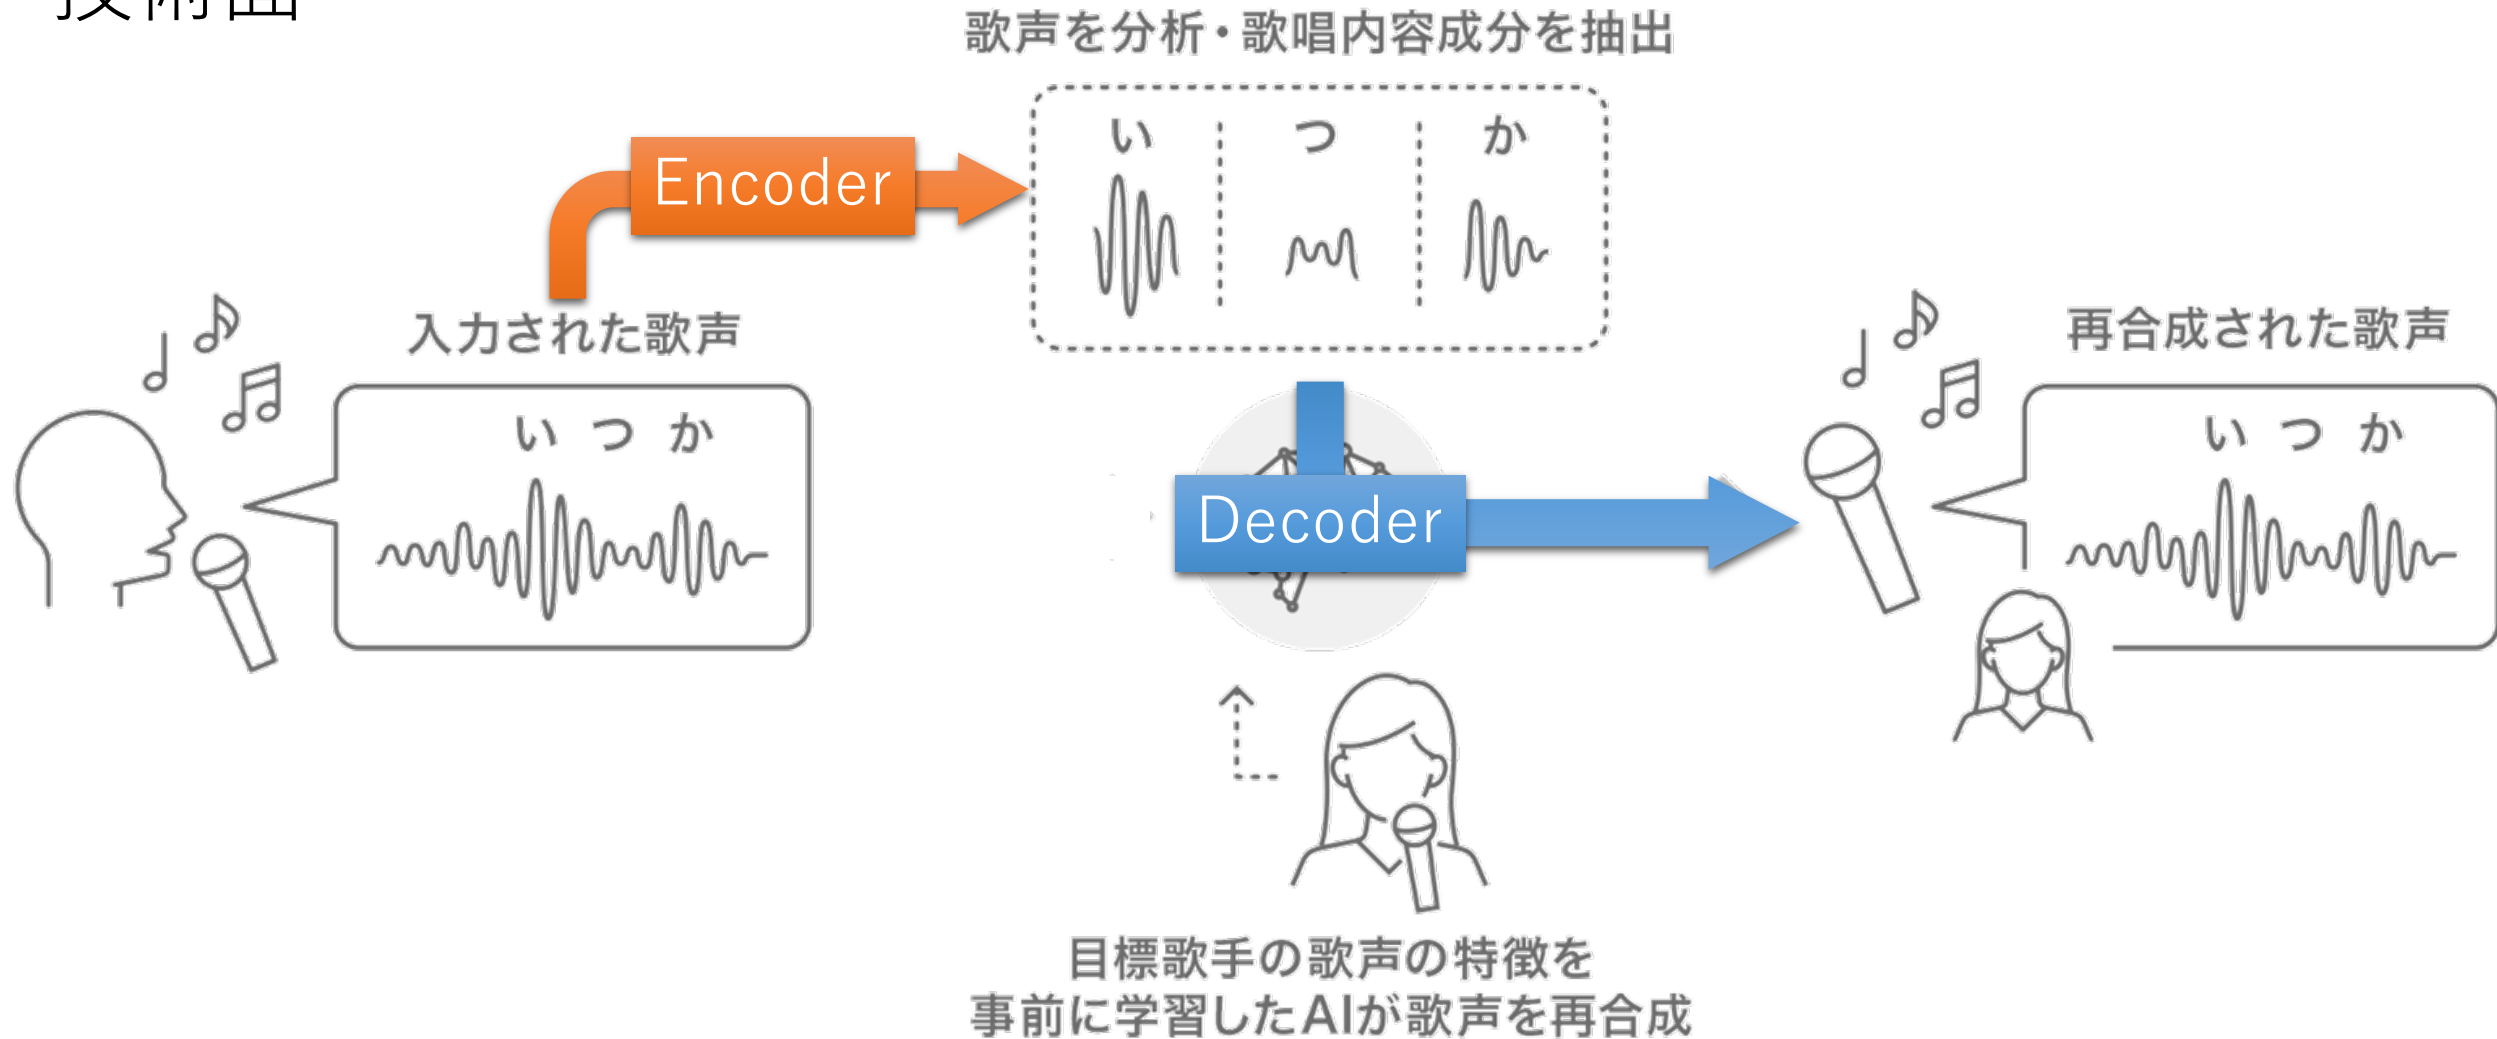 歌声を分析・歌唱内容成分を抽出
い つ か
Encoder
入力された歌声
い つ か
再合成された歌声
い つ か
Decoder
目標歌手の歌声の特徴を
事前に学習したAIが歌声を再合成